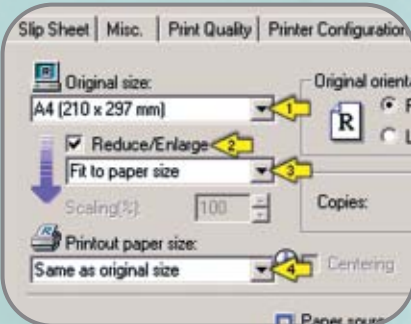 Slip Sheet | Misc. | Print Quality | Printer Configuration
Original size:
A4 (210 x 297 mm)
1
Reduce/Enlarge
2
Fit to paper size
3
Scaling(%):
100
Printout paper size:
Same as original size
4
Original orient
R
Copies:
Centering
Paper sour